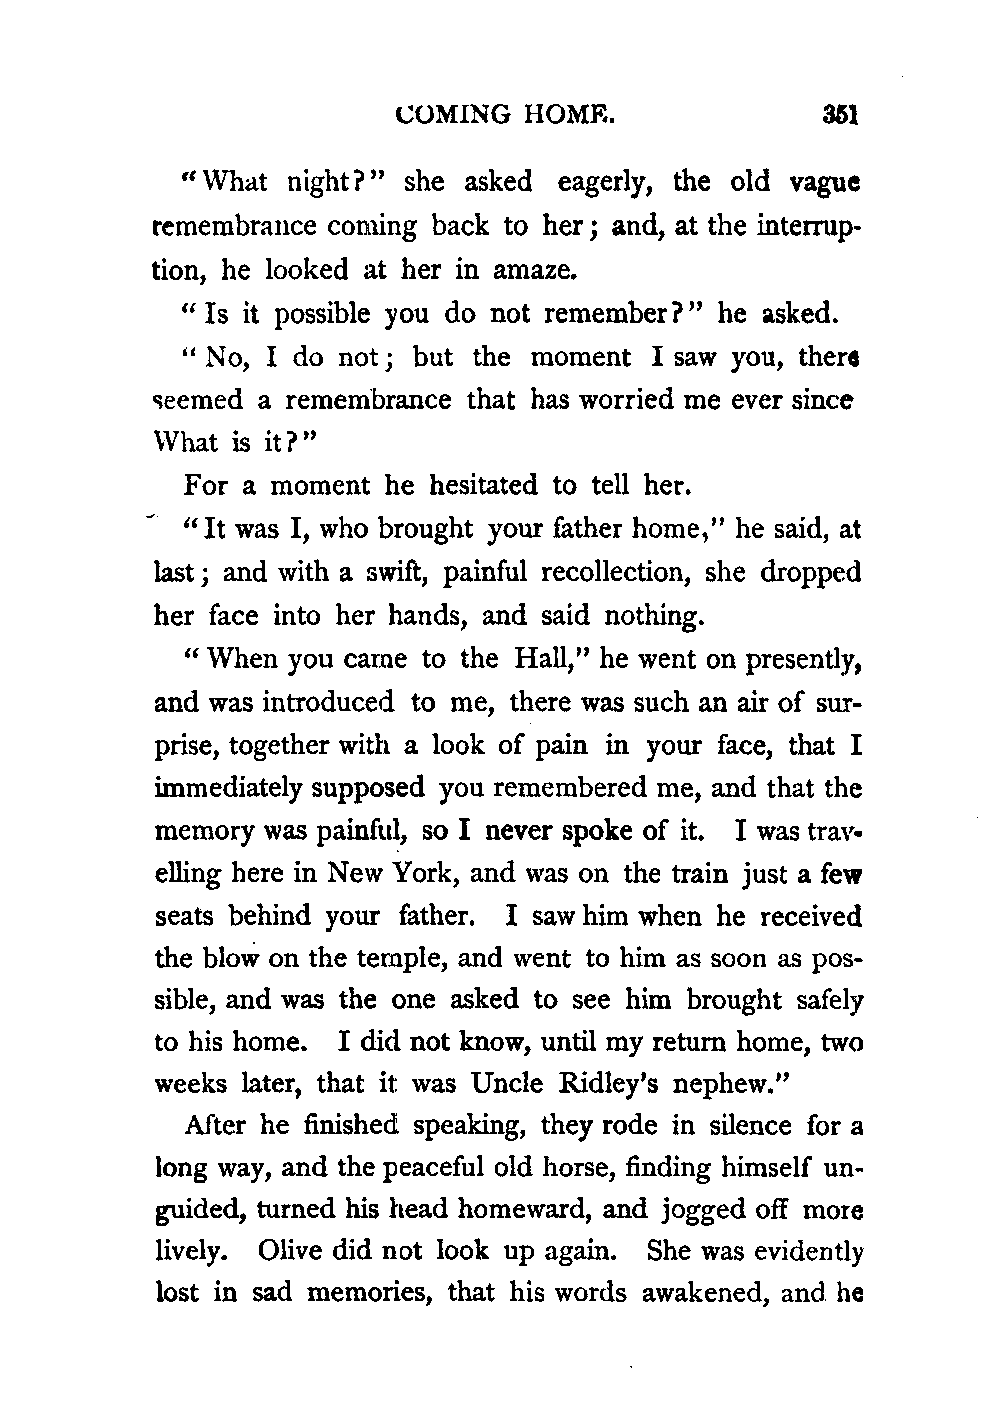 COMING HOME. 351
"What night?" she asked eagerly, the old vague
remembrance coming back to her; and, at the interrup-
tion, he looked at her in amaze.
"Is it possible you do not remember?" he asked.
"No, I do not; but the moment I saw you, there
seemed a remembrance that has worried me ever since
What is it?"
For a moment he hesitated to tell her.
"It was I, who brought your father home," he said, at
last; and with a swift, painful recollection, she dropped
her face into her hands, and said nothing.
"When you came to the Hall," he went on presently,
and was introduced to me, there was such an air of sur-
prise, together with a look of pain in your face, that I
immediately supposed you remembered me, and that the
memory was painful, so I never spoke of it. I was trav-
elling here in New York, and was on the train just a few
seats behind your father. I saw him when he received
the blow on the temple, and went to him as soon as pos-
sible, and was the one asked to see him brought safely
to his home. I did not know, until my return home, two
weeks later, that it was Uncle Ridley's nephew."
After he finished speaking, they rode in silence for a
long way, and the peaceful old horse, finding himself un-
guided, turned his head homeward, and jogged off more
lively. Olive did not look up again. She was evidently
lost in sad memories, that his words awakened, and he